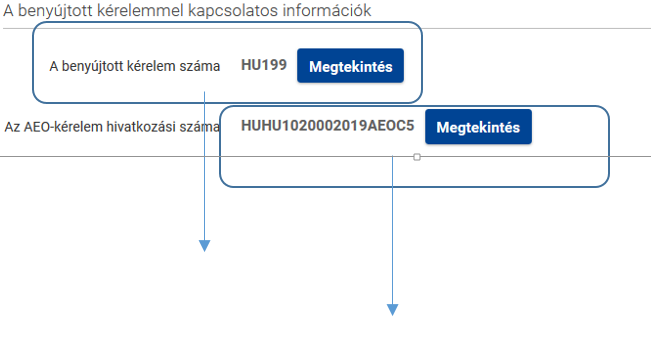 A benyújtott kérelemmel kapcsolatos információk
A benyújtott kérelem száma HU199 Megtekintés
Az AEO-kérelem hivatkozási száma HUHU1020002019AEOC5 Megtekintés